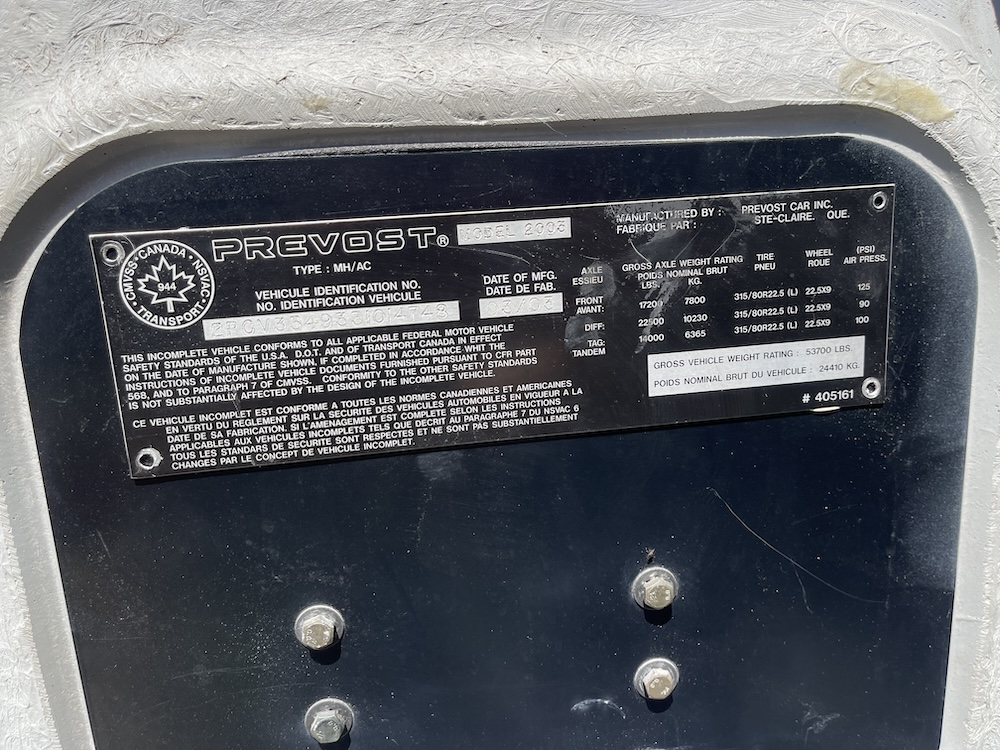 CANADA
CMVSS NSVAC
944
TRANSPORT
PREVOST®
MODEL 2003
TYPE : MH/AC
MANUFACTURED BY : PREVOST CAR INC.
FABRIQUE PAR : STE-CLAIRE, QUE.
VEHICULE IDENTIFICATION NO.
NO. IDENTIFICATION VEHICULE
DATE OF MFG.
DATE DE FAB.
3/03
AXLE GROSS AXLE WEIGHT RATING TIRE WHEEL (PSI)
ESSIEU POIDS NOMINAL BRUT PNEU ROUE AIR PRESS.
LBS. KG.
FRONT
AVANT: 17200 7800 315/80R22.5 (L) 22.5X9 125
DIFF: 22500 10230 315/80R22.5 (L) 22.5X9 90
TAG: 14000 6365 315/80R22.5 (L) 22.5X9 100
TANDEM
GROSS VEHICLE WEIGHT RATING : 53700 LBS.
POIDS NOMINAL BRUT DU VEHICULE : 24410 KG.
# 405161
THIS INCOMPLETE VEHICLE CONFORMS TO ALL APPLICABLE FEDERAL MOTOR VEHICLE
SAFETY STANDARDS OF THE U.S.A. D.O.T. AND OF TRANSPORT CANADA IN EFFECT
ON THE DATE OF MANUFACTURE SHOWN. IF COMPLETED IN ACCORDANCE WIHT THE
INSTRUCTIONS OF INCOMPLETE VEHICLE DOCUMENTS FURNISHED PURSUANT TO CFR PART
568, AND TO PARAGRAPH 7 OF CMVSS. CONFORMITY TO THE OTHER SAFETY STANDARDS
IS NOT SUBSTANTIALLY AFFECTED BY THE DESIGN OF THE INCOMPLETE VEHICLE.
CE VEHICULE INCOMPLET EST CONFORME A TOUTES LES NORMES CANADIENNES ET AMERICAINES
EN VERTU DU REGLEMENT SUR LA SECURITE DES VEHICULES AUTOMOBILES EN VIGUEUR A LA
DATE DE SA FABRICATION. SI L'AMENAGEMENT EST COMPLETE SELON LES INSTRUCTIONS
APPLICABLES AUX VEHICULES INCOMPLETS TELS QUE DECRIT AU PARAGRAPHE 7 DU NSVAC 6
TOUS LES STANDARS DE SECURITE SONT RESPECTES ET NE SONT PAS SUBSTANTIELLEMENT
CHANGES PAR LE CONCEPT DE VEHICULE INCOMPLET.